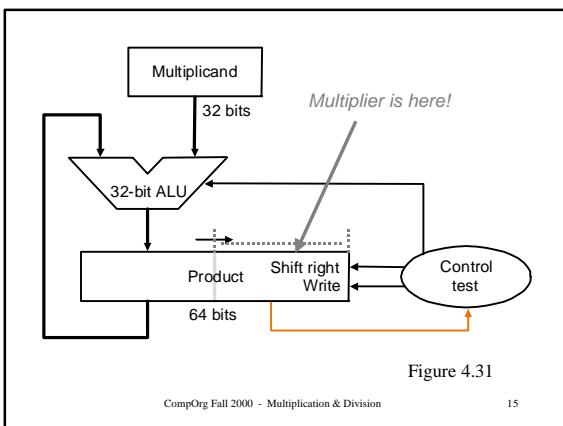 Multiplicand
Multiplier is here!
32 bits
32-bit ALU
Product
Shift right
Write
Control
test
64 bits
Figure 4.31
CompOrg Fall 2000 - Multiplication & Division
15